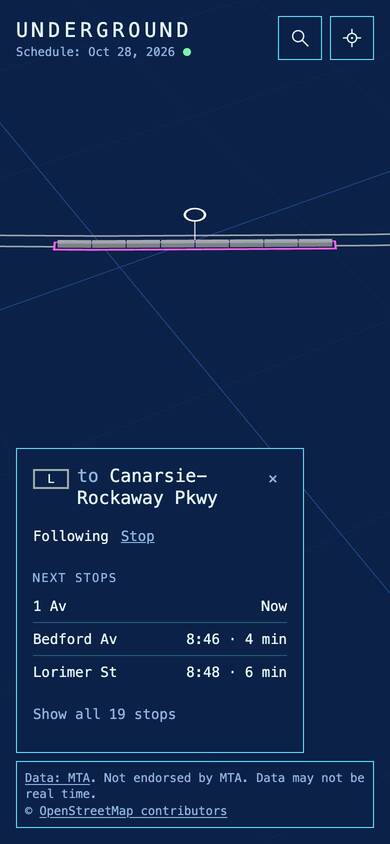 UNDERGROUND
Schedule: Oct 28, 2026
L to Canarsie–
Rockaway Pkwy
×
Following Stop
NEXT STOPS
1 Av Now
Bedford Av 8:46 · 4 min
Lorimer St 8:48 · 6 min
Show all 19 stops
Data: MTA. Not endorsed by MTA. Data may not be
real time.
© OpenStreetMap contributors